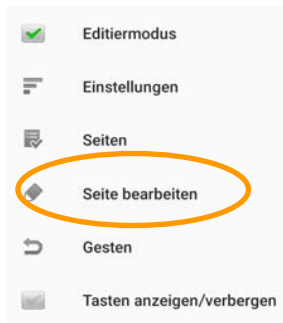 Editiermodus
Einstellungen
Seiten
Seite bearbeiten
Gesten
Tasten anzeigen/verbergen